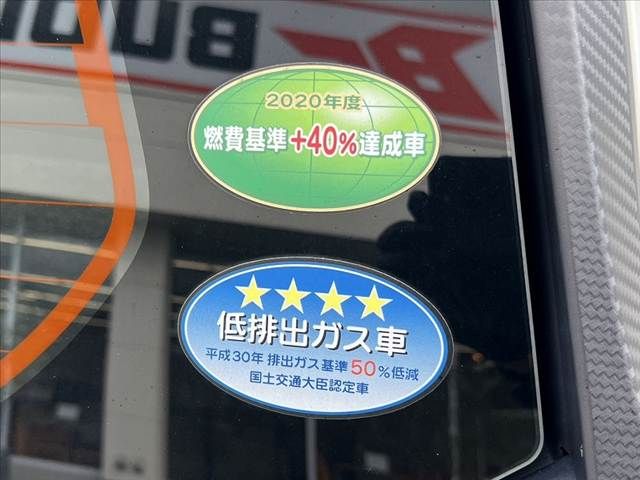 2020年度
燃費基準+40%達成車
低排出ガス車
平成30年 排出ガス基準50%低減
国土交通大臣認定車